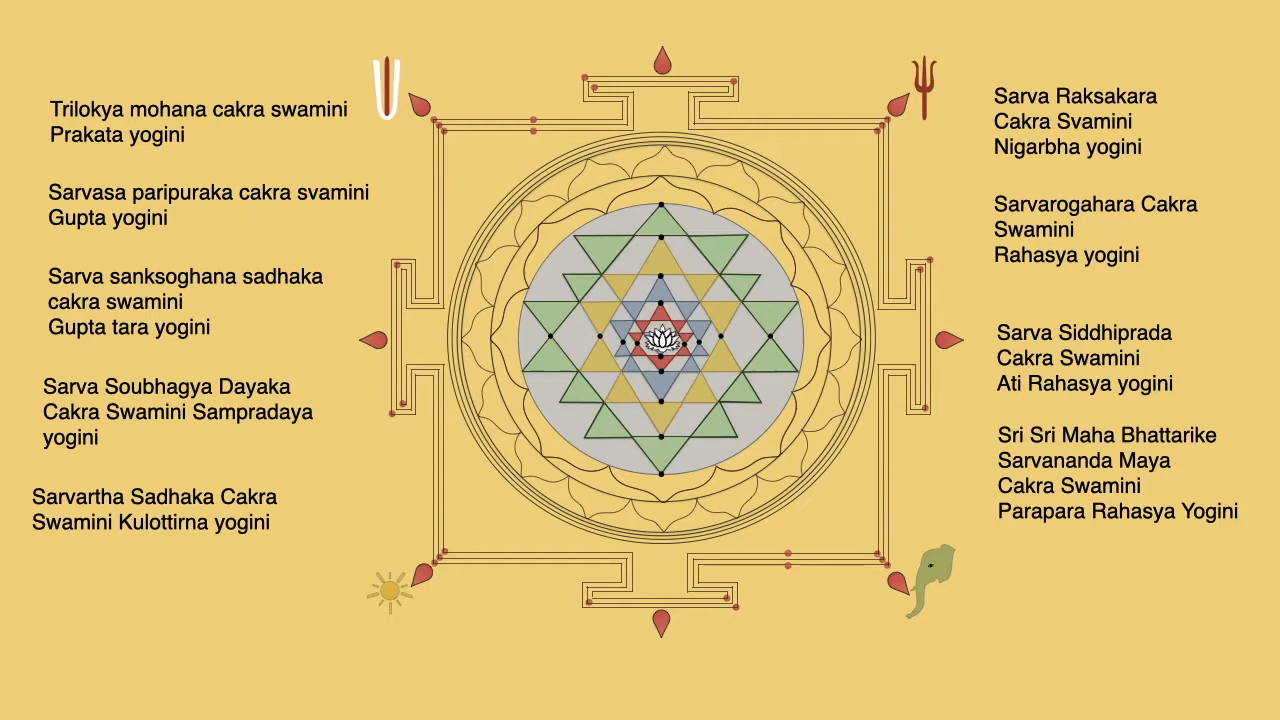 Trilokya mohana cakra swamini
Prakata yogini
Sarvasa paripuraka cakra svamini
Gupta yogini
Sarva sanksoghana sadhaka
cakra swamini
Gupta tara yogini
Sarva Soubhagya Dayaka
Cakra Swamini Sampradaya
yogini
Sarvartha Sadhaka Cakra
Swamini Kulottirna yogini
Sarva Raksakara
Cakra Svamini
Nigarbha yogini
Sarvarogahara Cakra
Swamini
Rahasya yogini
Sarva Siddhiprada
Cakra Swamini
Ati Rahasya yogini
Sri Sri Maha Bhattarike
Sarvananda Maya
Cakra Swamini
Parapara Rahasya Yogini